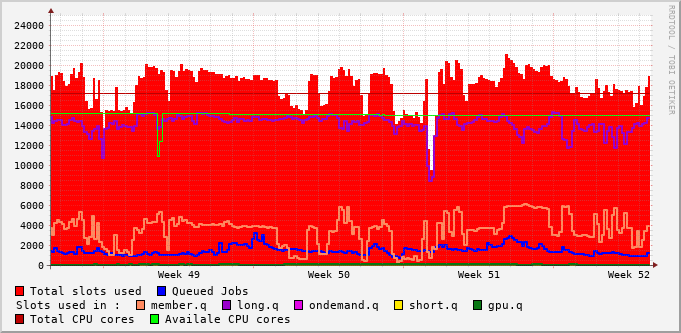 RRDTOOL / TOBI OETIKER
24000
22000
20000
18000
16000
14000
12000
10000
8000
6000
4000
2000
0
Week 49 Week 50 Week 51 Week 52
Total slots used Queued Jobs
Slots used in : member.q long.q ondemand.q short.q gpu.q
Total CPU cores Availale CPU cores